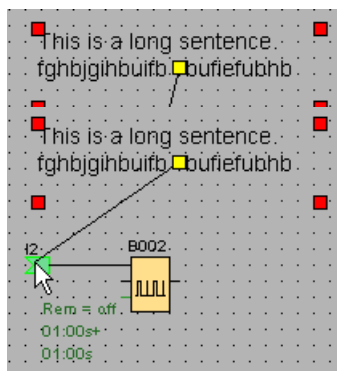 This is a long sentence.
fghbjgihbuifb bufiefubhb
This is a long sentence.
fghbjgihbuifb bufiefubhb
I2
B002
Rem = off
01:00s+
01:00s